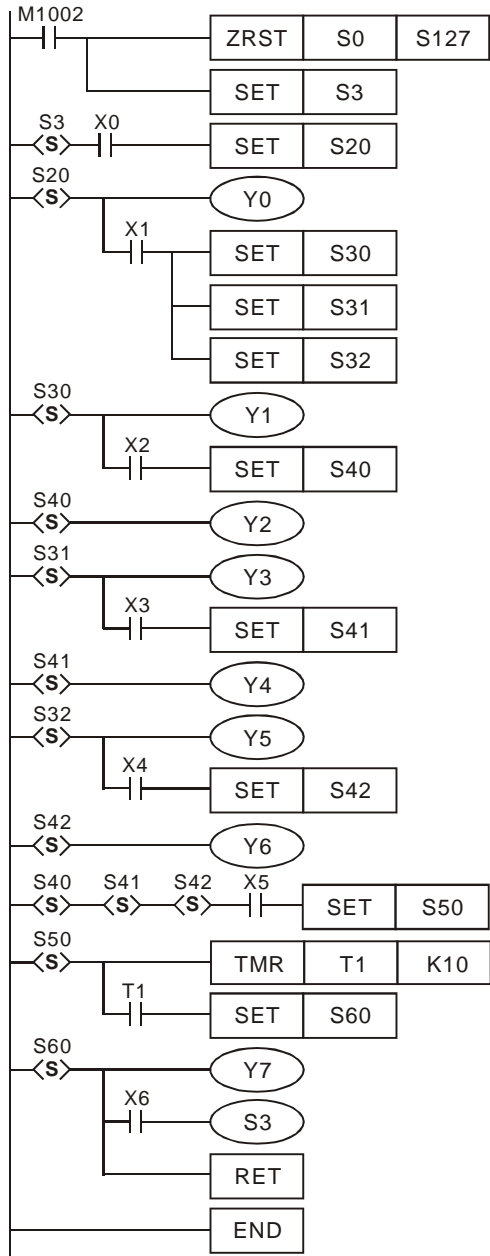 M1002
ZRST S0 S127
SET S3
S3 X0
S SET S20
S20
S Y0
X1
SET S30
SET S31
SET S32
S30
S Y1
X2
SET S40
S40
S Y2
S31
S Y3
X3
SET S41
S41
S Y4
S32
S Y5
X4
SET S42
S42
S Y6
S40 S41 S42 X5
S S S SET S50
S50
S TMR T1 K10
T1
SET S60
S60
S Y7
X6
S3
RET
END